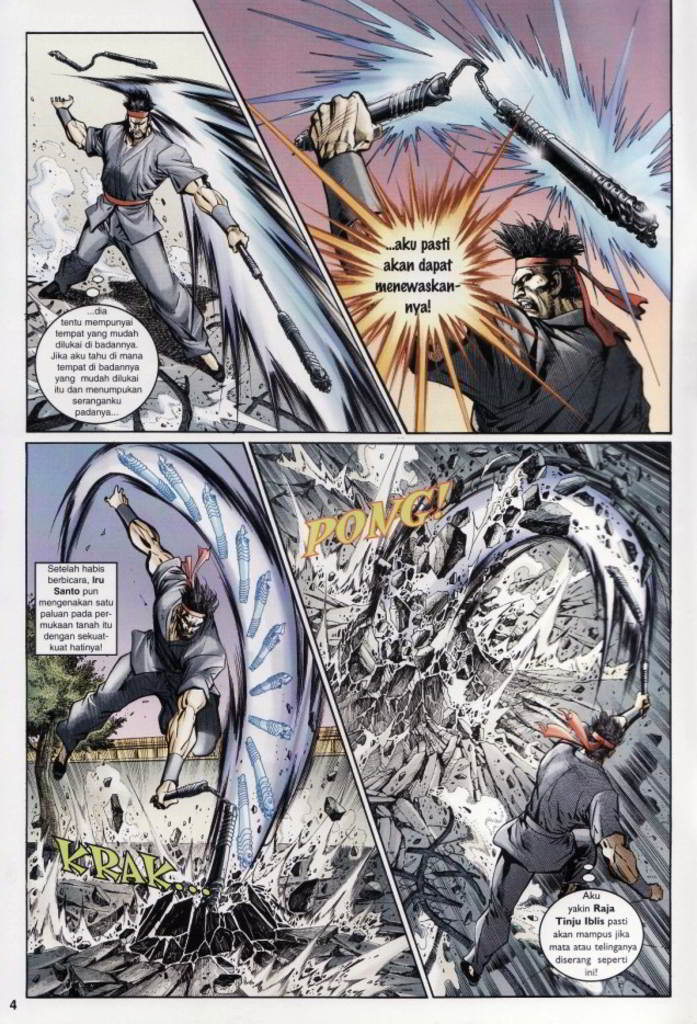 ...dia
tentu mempunyai
tempat yang mudah
dilukai di badannya.
Jika aku tahu di mana
tempat di badannya
yang mudah dilukai
itu dan menumpukan
seranganku
padanya...
...aku pasti
akan dapat
menewaskan-
nya!
Setelah habis
berbicara, Iru
Santo pun
mengenakan satu
paluan pada per-
mukaan tanah itu
dengan sekuat-
kuat hatinya!
KRAK...
PONG!
Aku
yakin Raja
Tinju Iblis pasti
akan mampus jika
mata atau telinganya
diserang seperti
ini!
4